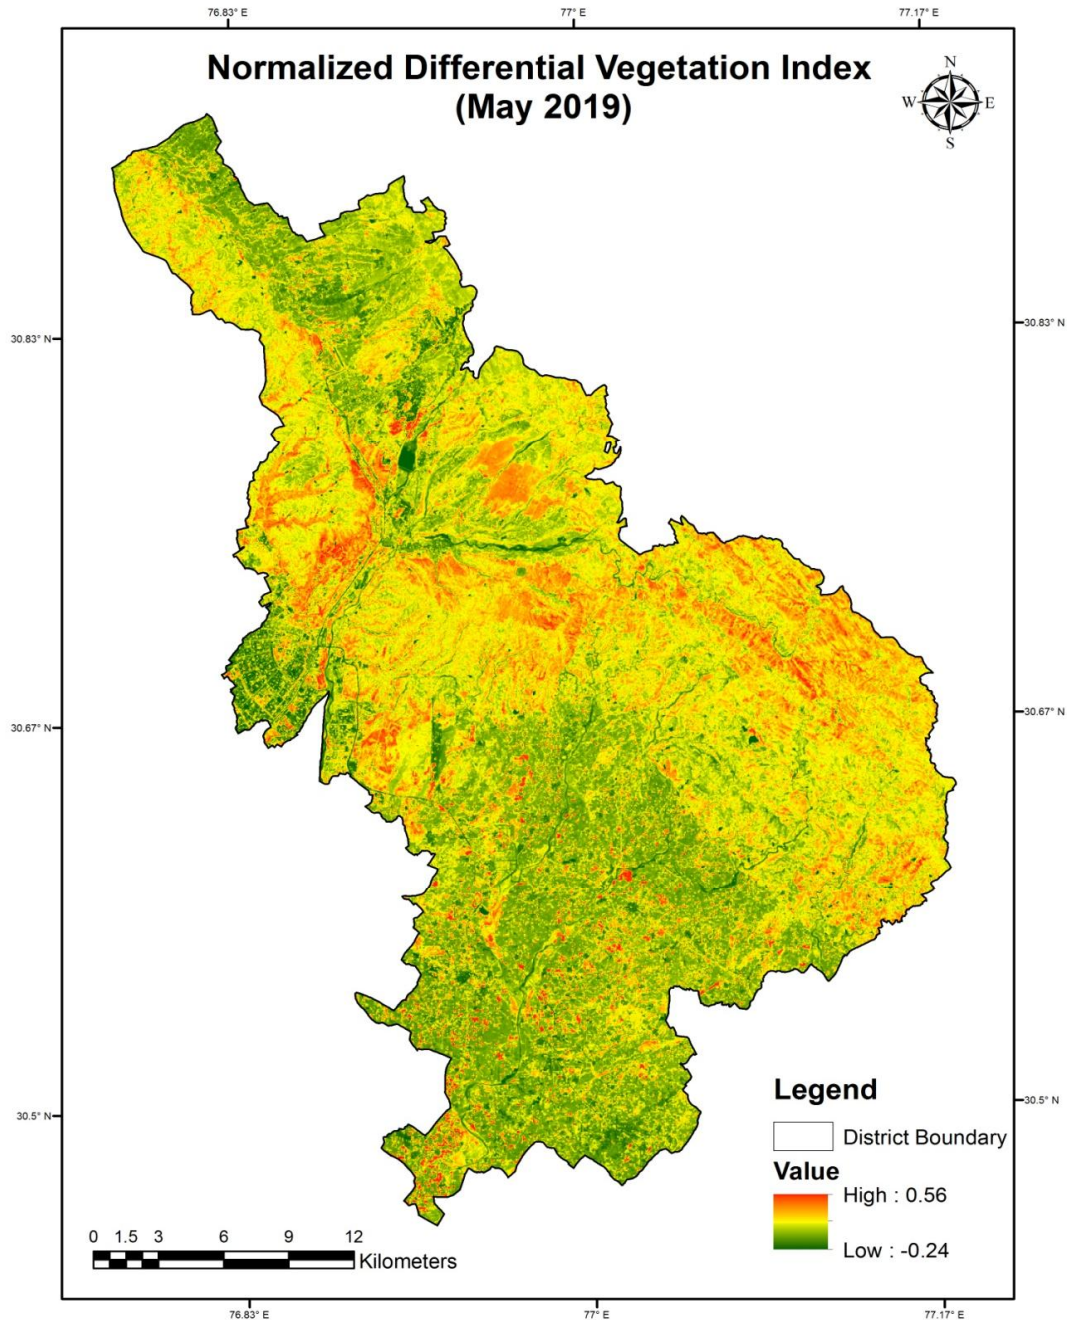 76.83° E
77° E
77.17° E
Normalized Differential Vegetation Index
(May 2019)
N
W
E
S
30.83° N
30.83° N
30.67° N
30.67° N
30.5° N
30.5° N
Legend
District Boundary
Value
High : 0.56
Low : -0.24
0 1.5 3 6 9 12
Kilometers
76.83° E
77° E
77.17° E